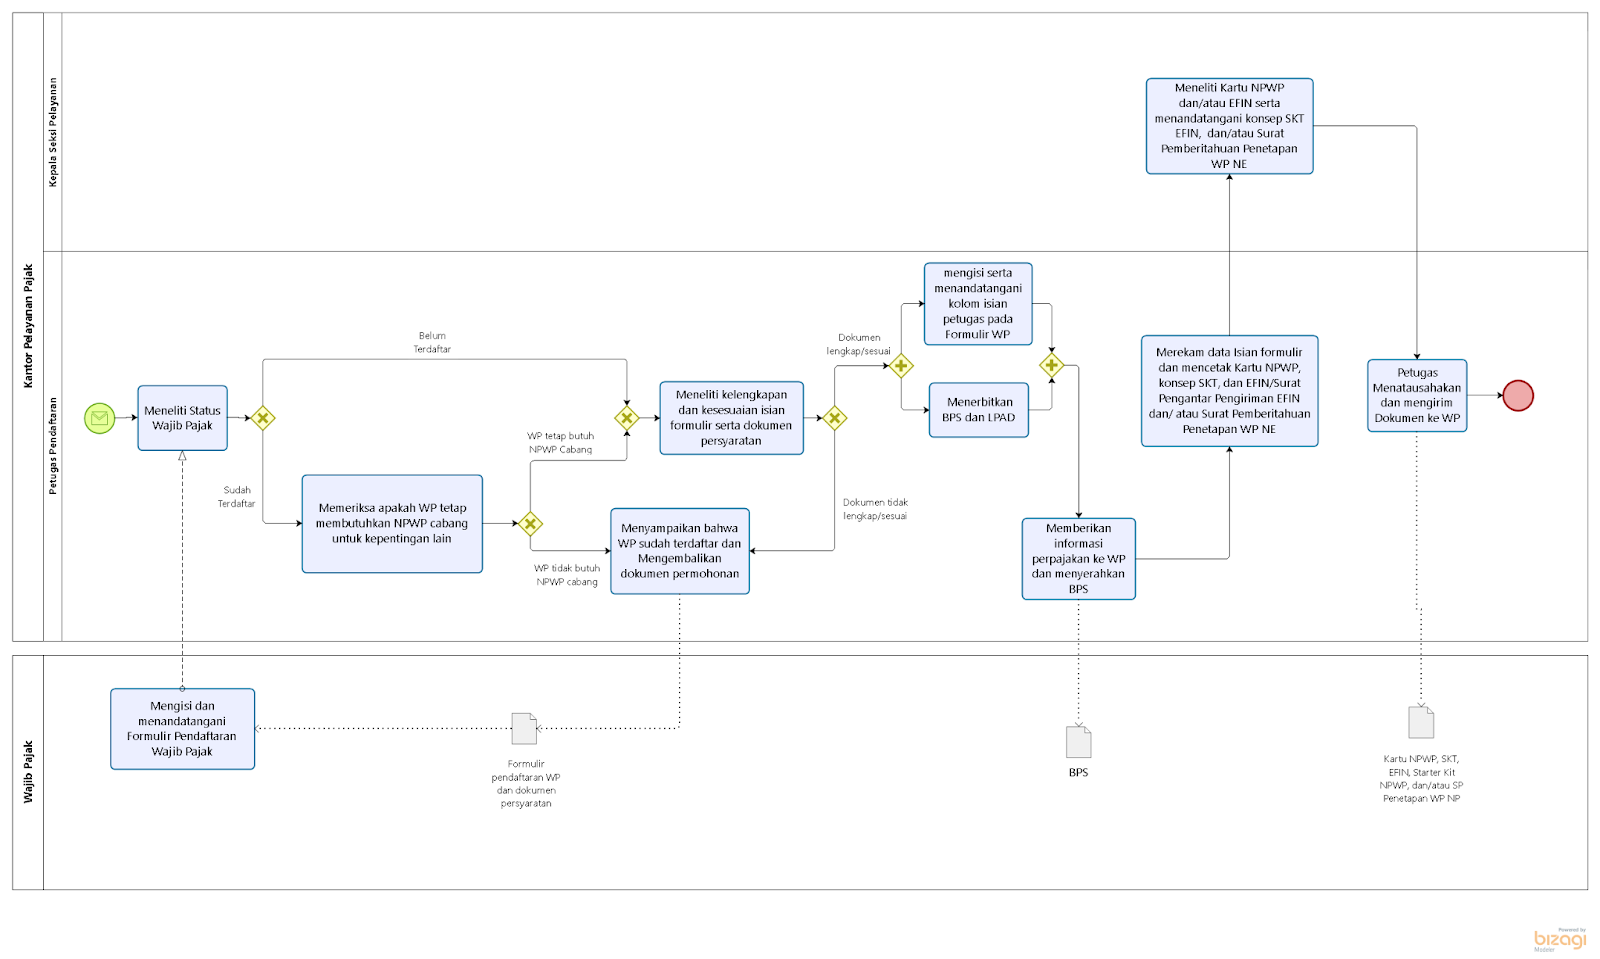 Kantor Pelayanan Pajak
Kepala Seksi Pelayanan
Meneliti Kartu NPWP
dan/atau EFIN serta
menandatangani konsep SKT
EFIN, dan/atau Surat
Pemberitahuan Penetapan
WP NE
Petugas Pendaftaran
Meneliti Status
Wajib Pajak
Belum
Terdaftar
Sudah
Terdaftar
Memeriksa apakah WP tetap
membutuhkan NPWP cabang
untuk kepentingan lain
WP tetap butuh
NPWP Cabang
WP tidak butuh
NPWP cabang
Meneliti kelengkapan
dan kesesuaian isian
formulir serta dokumen
persyaratan
Menyampaikan bahwa
WP sudah terdaftar dan
Mengembalikan
dokumen permohonan
Dokumen
lengkap/sesuai
Dokumen tidak
lengkap/sesuai
mengisi serta
menandatangani
kolom isian
petugas pada
Formulir WP
Menerbitkan
BPS dan LPAD
Memberikan
informasi
perpajakan ke WP
dan menyerahkan
BPS
Merekam data Isian formulir
dan mencetak Kartu NPWP,
konsep SKT, dan EFIN/Surat
Pengantar Pengiriman EFIN
dan/ atau Surat Pemberitahuan
Penetapan WP NE
Petugas
Menatausahakan
dan mengirim
Dokumen ke WP
Wajib Pajak
Mengisi dan
menandatangani
Formulir Pendaftaran
Wajib Pajak
Formulir
pendaftaran WP
dan dokumen
persyaratan
BPS
Kartu NPWP, SKT,
EFIN, Starter Kit
NPWP, dan/atau SP
Penetapan WP NP
Powered by
bizagi
Modeler